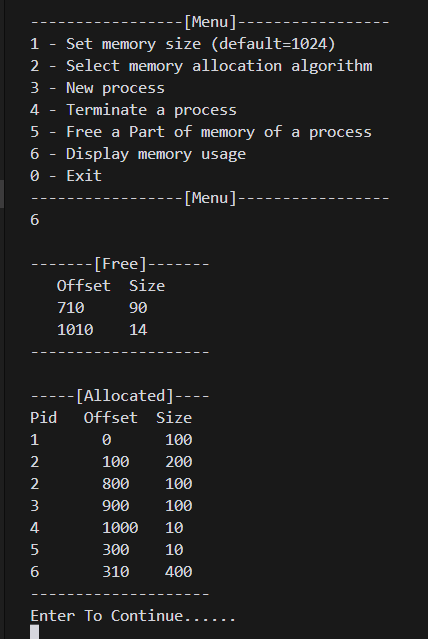 -----------------[Menu]-----------------
1 - Set memory size (default=1024)
2 - Select memory allocation algorithm
3 - New process
4 - Terminate a process
5 - Free a Part of memory of a process
6 - Display memory usage
0 - Exit
-----------------[Menu]-----------------
6
-------[Free]-------
Offset Size
710 90
1010 14
--------------------
-----[Allocated]----
Pid Offset Size
1 0 100
2 100 200
2 800 100
3 900 100
4 1000 10
5 300 10
6 310 400
--------------------
Enter To Continue......